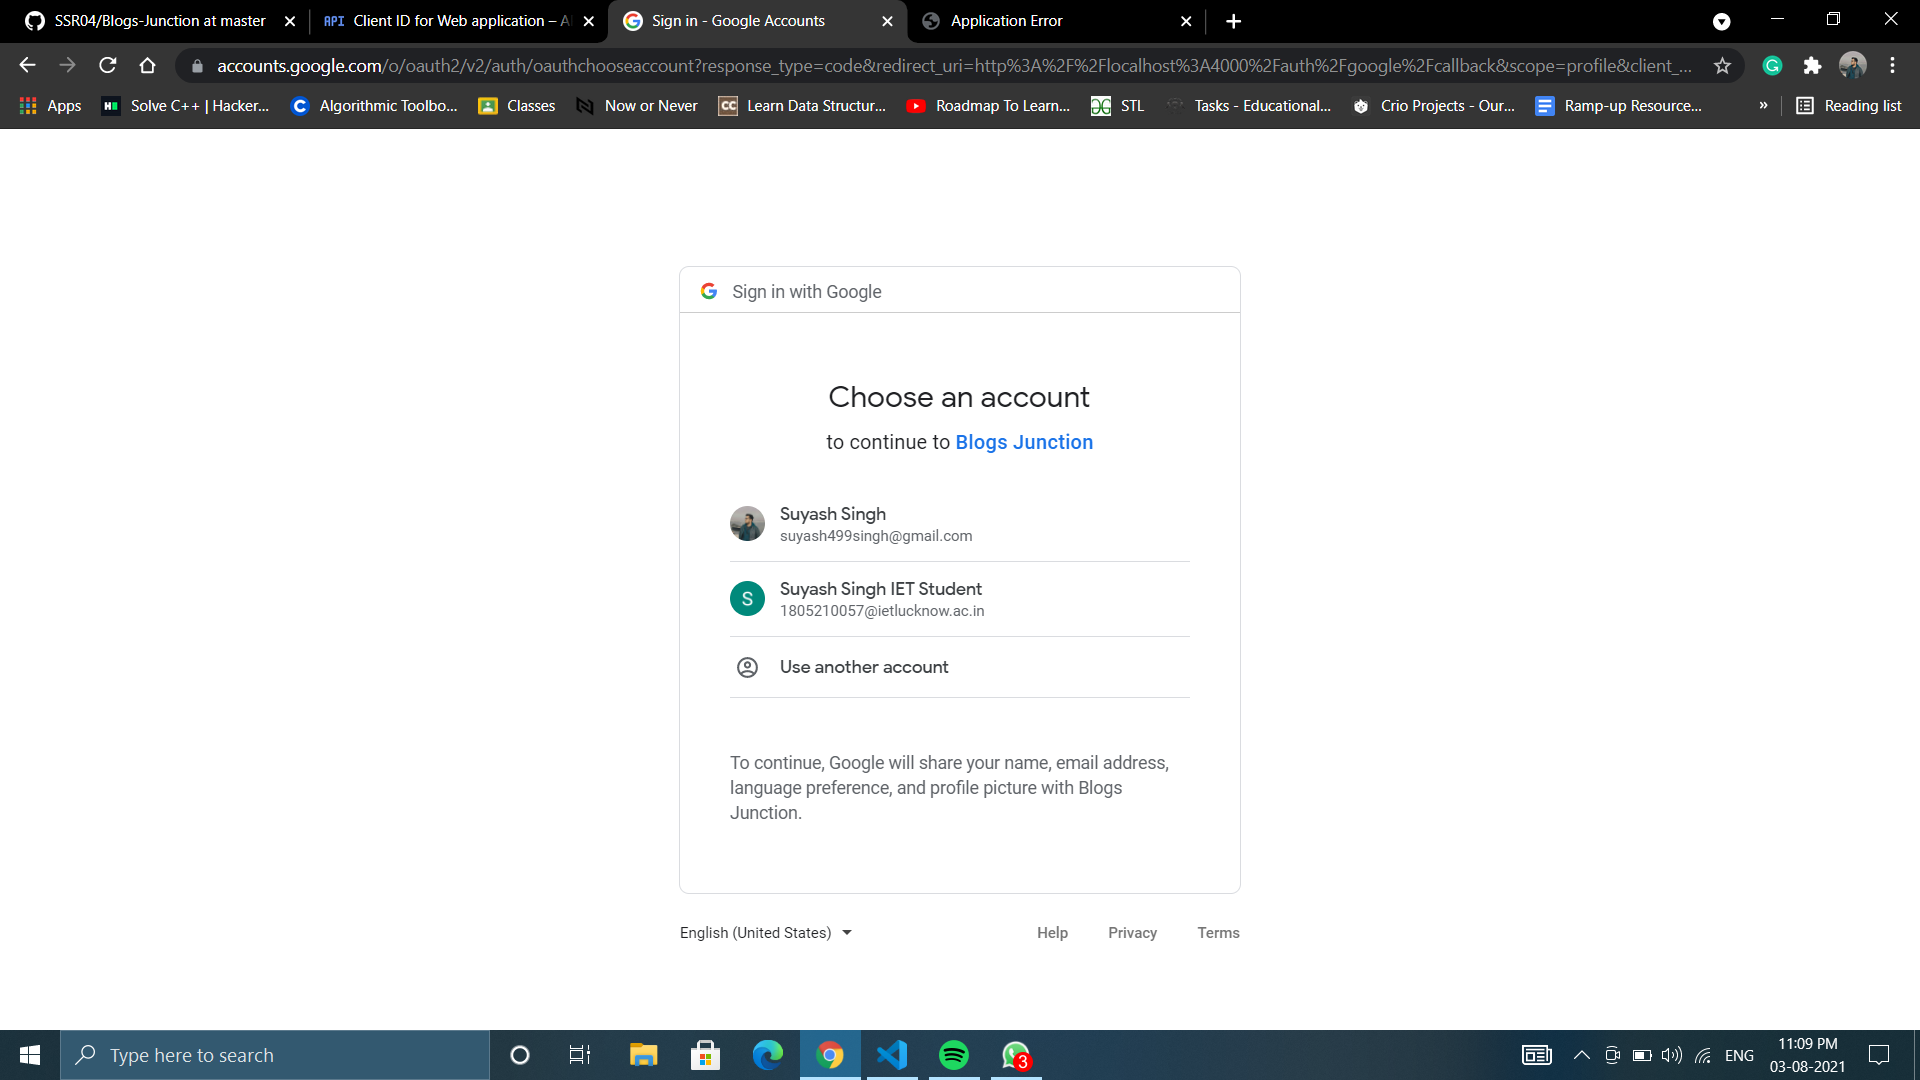 SSR04/Blogs-Junction at master
API Client ID for Web application – A
Sign in - Google Accounts
Application Error
accounts.google.com/o/oauth2/v2/auth/oauthchooseaccount?response_type=code&redirect_uri=http%3A%2F%2Flocalhost%3A4000%2Fauth%2Fgoogle%2Fcallback&scope=profile&client_...
Apps
Solve C++ | Hacker...
Algorithmic Toolbo...
Classes
Now or Never
Learn Data Structur...
Roadmap To Learn...
STL
Tasks - Educational...
Crio Projects - Our...
Ramp-up Resource...
»
Reading list
Sign in with Google
Choose an account
to continue to Blogs Junction
Suyash Singh
suyash499singh@gmail.com
S
Suyash Singh IET Student
1805210057@ietlucknow.ac.in
Use another account
To continue, Google will share your name, email address,
language preference, and profile picture with Blogs
Junction.
English (United States)
Help
Privacy
Terms
Type here to search
3
ENG
11:09 PM
03-08-2021